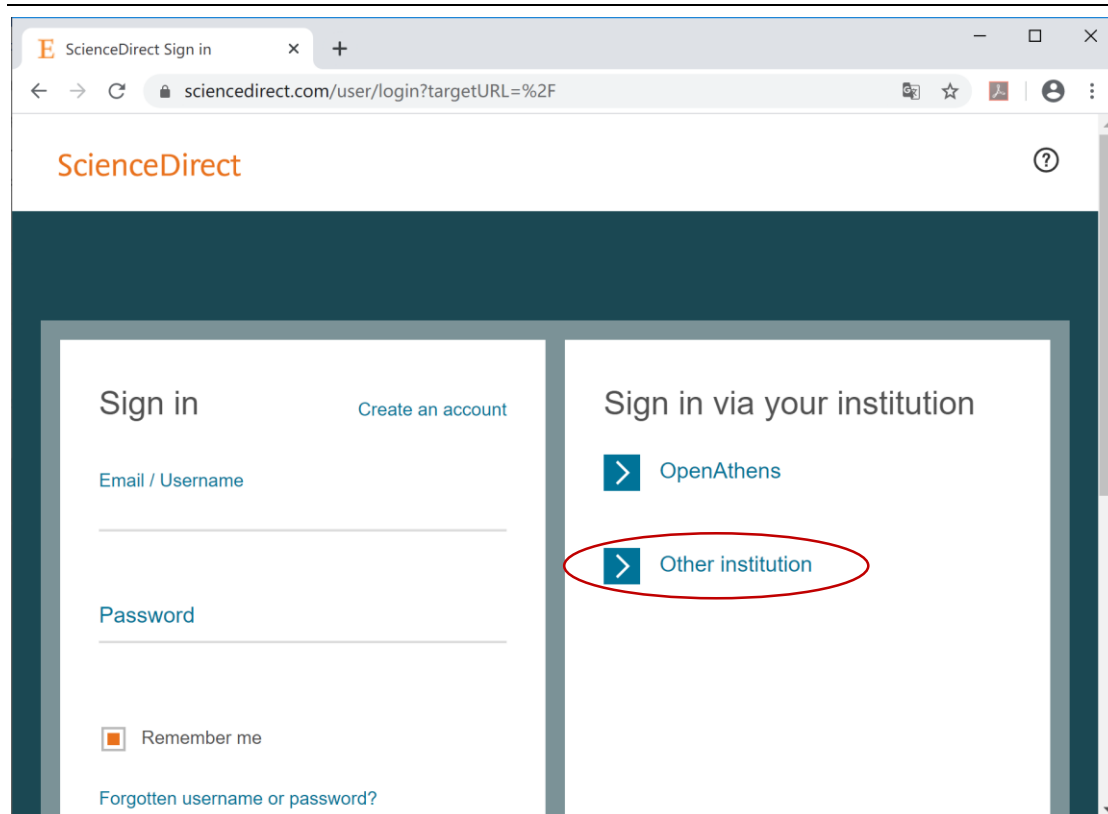 ScienceDirect Sign in
sciencedirect.com/user/login?targetURL=%2F
ScienceDirect
Sign in
Create an account
Email / Username
Password
Remember me
Forgotten username or password?
Sign in via your institution
OpenAthens
Other institution